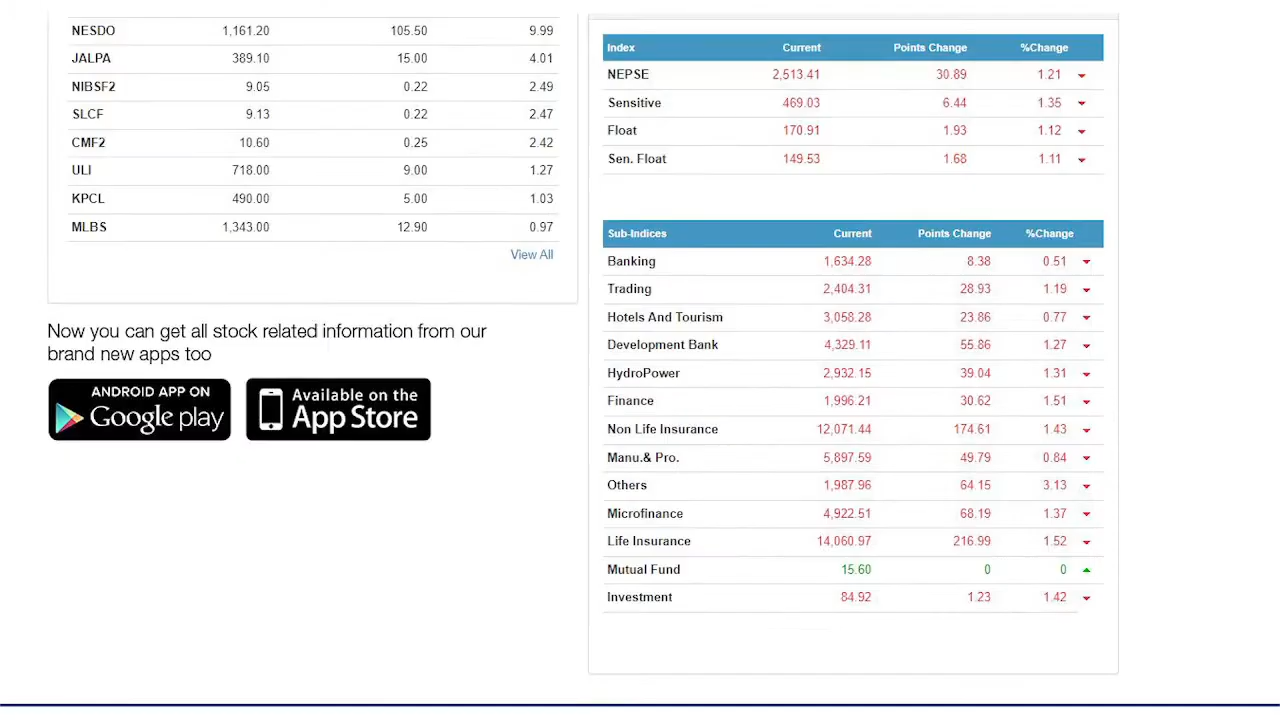 NESDO 1,161.20 105.50 9.99
JALPA 389.10 15.00 4.01
NIBSF2 9.05 0.22 2.49
SLCF 9.13 0.22 2.47
CMF2 10.60 0.25 2.42
ULI 718.00 9.00 1.27
KPCL 490.00 5.00 1.03
MLBS 1,343.00 12.90 0.97
View All
Now you can get all stock related information from our
brand new apps too
ANDROID APP ON
Google play
Available on the
App Store
Index Current Points Change %Change
NEPSE 2,513.41 30.89 1.21
Sensitive 469.03 6.44 1.35
Float 170.91 1.93 1.12
Sen. Float 149.53 1.68 1.11
Sub-Indices Current Points Change %Change
Banking 1,634.28 8.38 0.51
Trading 2,404.31 28.93 1.19
Hotels And Tourism 3,058.28 23.86 0.77
Development Bank 4,329.11 55.86 1.27
HydroPower 2,932.15 39.04 1.31
Finance 1,996.21 30.62 1.51
Non Life Insurance 12,071.44 174.61 1.43
Manu.& Pro. 5,897.59 49.79 0.84
Others 1,987.96 64.15 3.13
Microfinance 4,922.51 68.19 1.37
Life Insurance 14,060.97 216.99 1.52
Mutual Fund 15.60 0 0
Investment 84.92 1.23 1.42